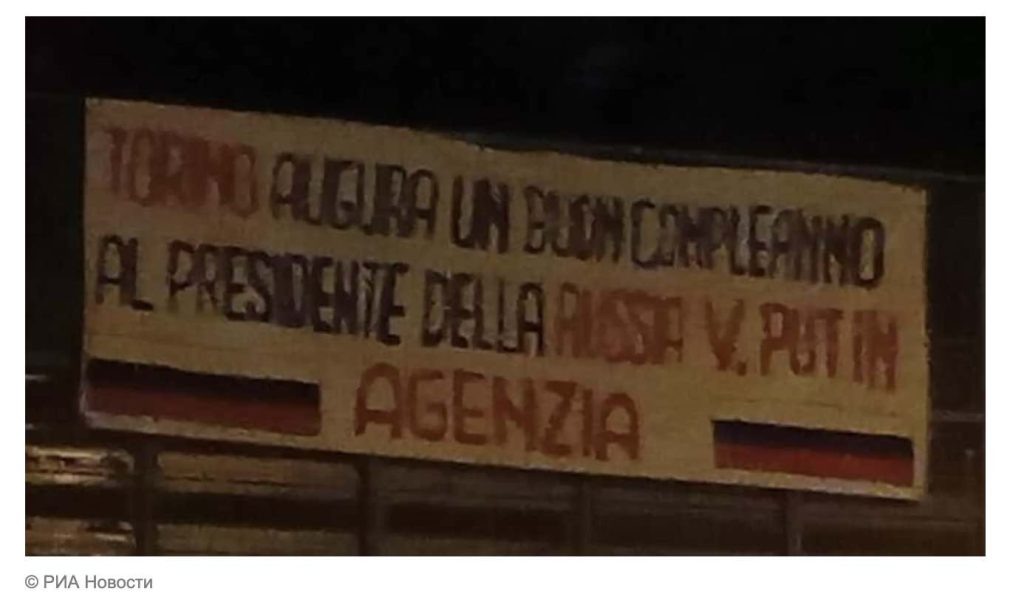 TORINO AUGURA UN BUON COMPLEANNO
AL PRESIDENTE DELLA RUSSIA V. PUTIN
AGENZIA
© РИА Новости